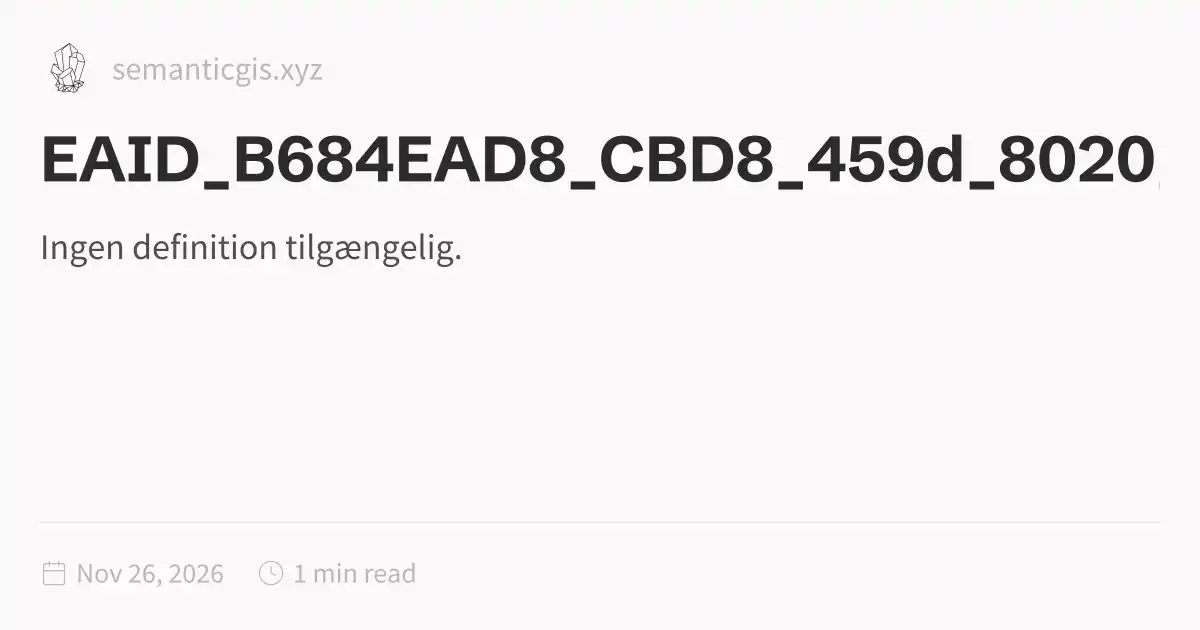 semanticgis.xyz
EAID_B684EAD8_CBD8_459d_8020
Ingen definition tilgængelig.
Nov 26, 2026
1 min read